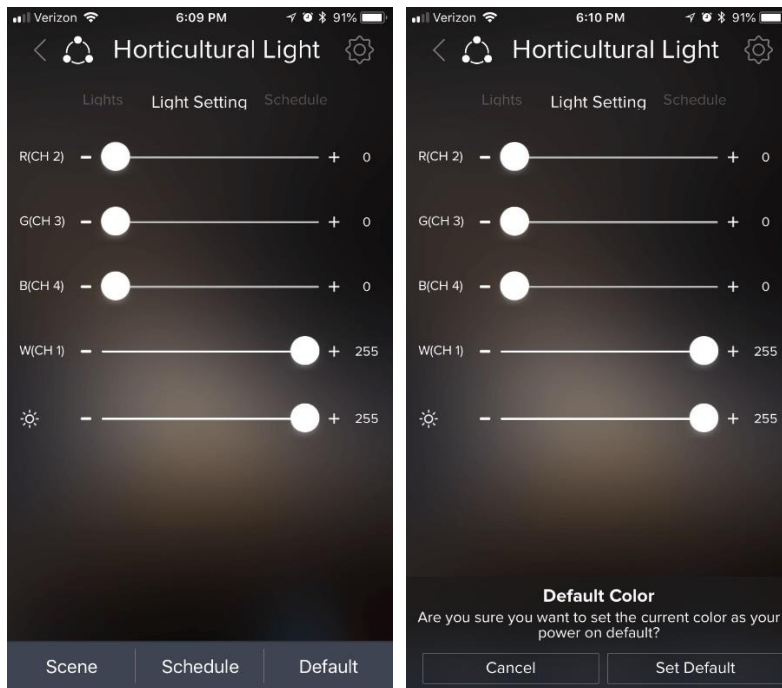 Verizon 6:09 PM 91%
Horticultural Light
Lights Light Setting Schedule
R(CH 2) - + 0
G(CH 3) - + 0
B(CH 4) - + 0
W(CH 1) - + 255
- + 255
Scene Schedule Default
Verizon 6:10 PM 91%
Horticultural Light
Lights Light Setting Schedule
R(CH 2) - + 0
G(CH 3) - + 0
B(CH 4) - + 0
W(CH 1) - + 255
- + 255
Default Color
Are you sure you want to set the current color as your
power on default?
Cancel Set Default